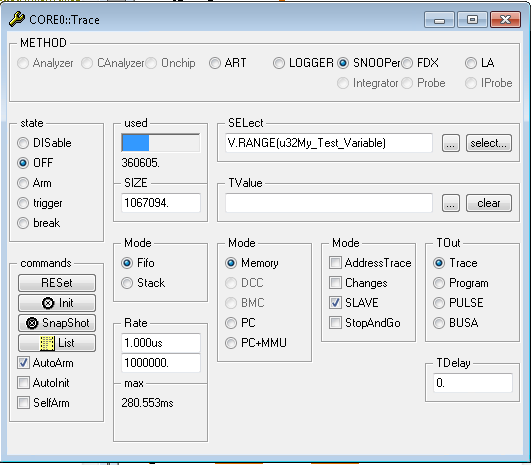 CORE0::Trace
METHOD
Analyzer CAnalyzer Onchip ART LOGGER SNOOPer FDX LA
Integrator Probe IProbe
state
DISable
OFF
Arm
trigger
break
used
360605.
SIZE
1067094.
SELect
V.RANGE(u32My_Test_Variable) ... select...
TValue
... clear
commands
RESet
Init
SnapShot
List
AutoArm
AutoInit
SelfArm
Mode
Fifo
Stack
Rate
1.000us
1000000.
max
280.553ms
Mode
Memory
DCC
BMC
PC
PC+MMU
Mode
AddressTrace
Changes
SLAVE
StopAndGo
TOut
Trace
Program
PULSE
BUSA
TDelay
0.